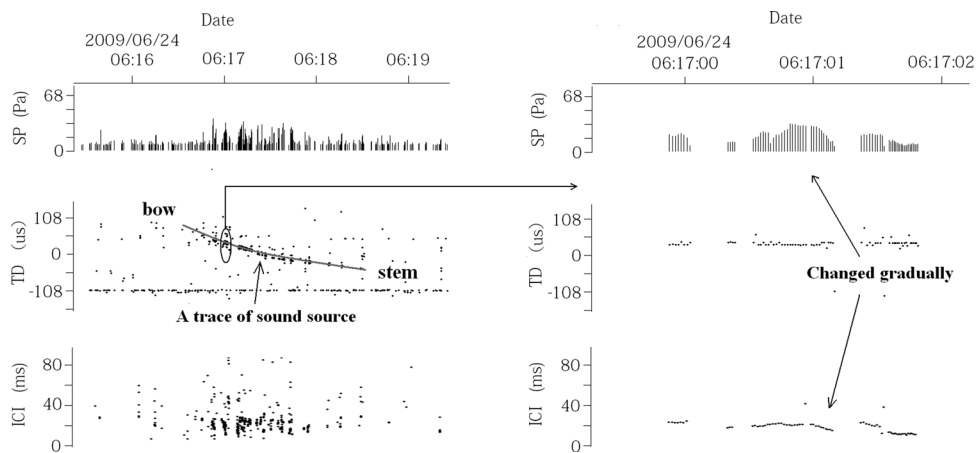 Date
2009/06/24
06:16 06:17 06:18 06:19
SP (Pa)
68
0
TD (us)
108
0
-108
bow
stem
A trace of sound source
ICI (ms)
80
40
0
Date
2009/06/24
06:17:00 06:17:01 06:17:02
SP (Pa)
68
0
TD (us)
108
0
-108
Changed gradually
ICI (ms)
80
40
0